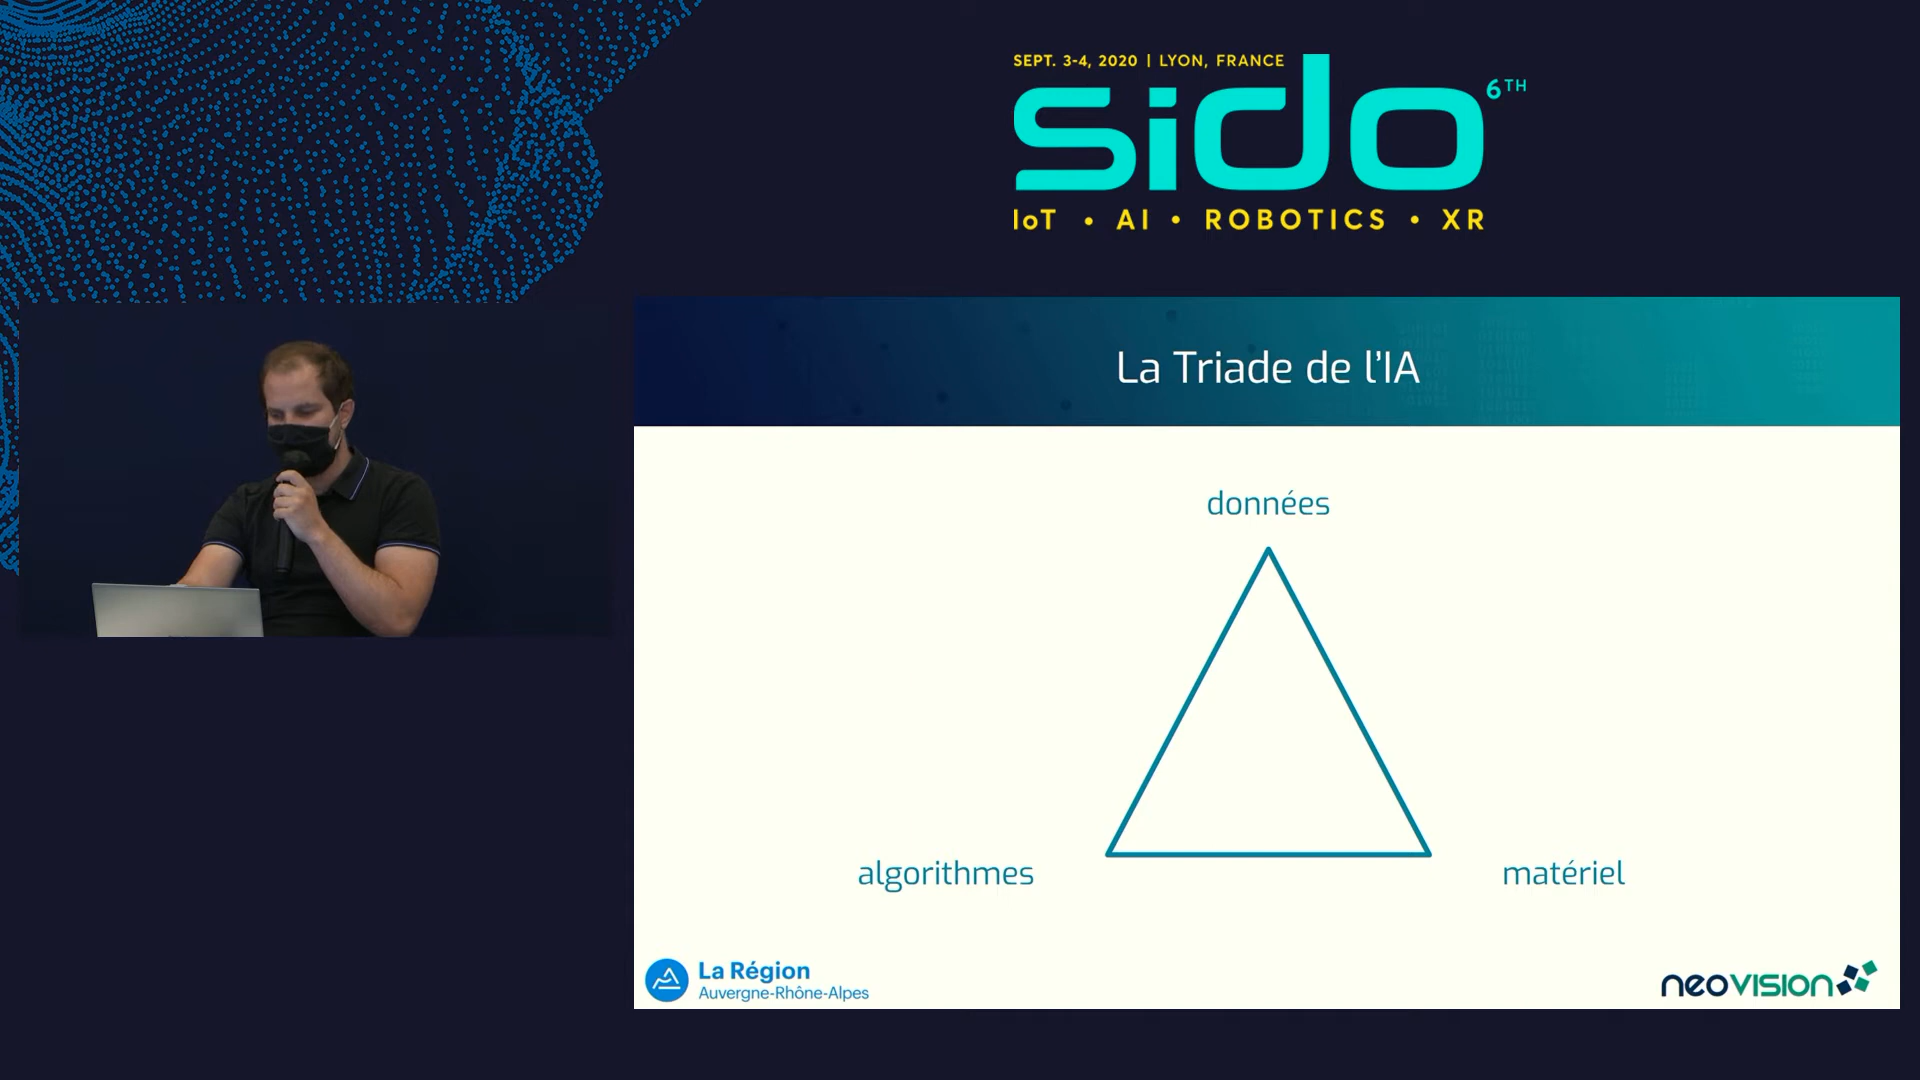 SEPT. 3-4, 2020 | LYON, FRANCE
sido 6TH
IoT • AI • ROBOTICS • XR
La Triade de l'IA
données
algorithmes
matériel
La Région
Auvergne-Rhône-Alpes
neovision